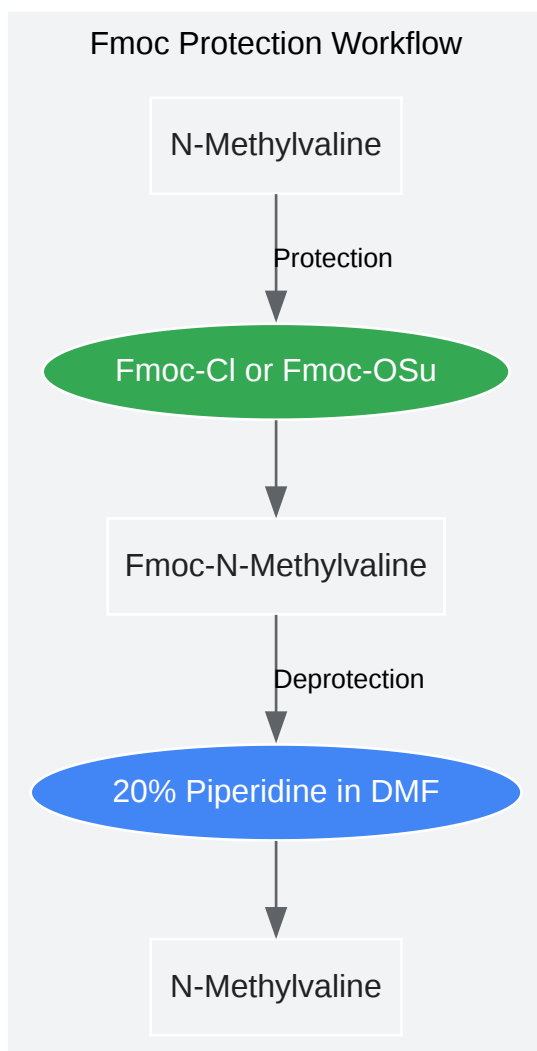 Fmoc Protection Workflow
N-Methylvaline
Protection
Fmoc-Cl or Fmoc-OSu
Fmoc-N-Methylvaline
Deprotection
20% Piperidine in DMF
N-Methylvaline